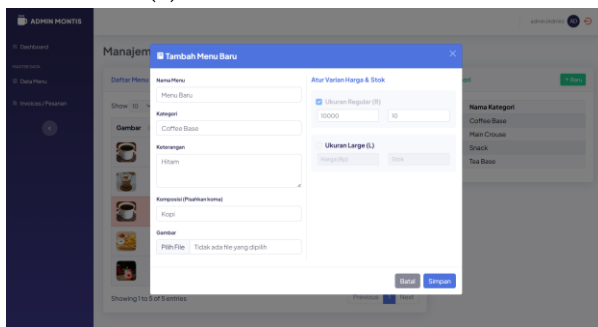 ADMIN MONTIS
Dashboard
Data Menu
Invoices / Pesanan
Manajem
Daftar Menu
+ Baru
Show 10
Gambar
Nama Kategori
Coffee Base
Main Crouse
Snack
Tea Base
Showing 1 to 5 of 5 entries
Previous 1 Next
Tambah Menu Baru
Nama Menu
Menu Baru
Kategori
Coffee Base
Keterangan
Hitam
Komposisi (Pisahkan koma)
Kopi
Gambar
Pilih File Tidak ada file yang dipilih
Atur Varian Harga & Stok
Ukuran Regular (R)
10000 10
Ukuran Large (L)
Harga (Rp) Stok
Batal Simpan